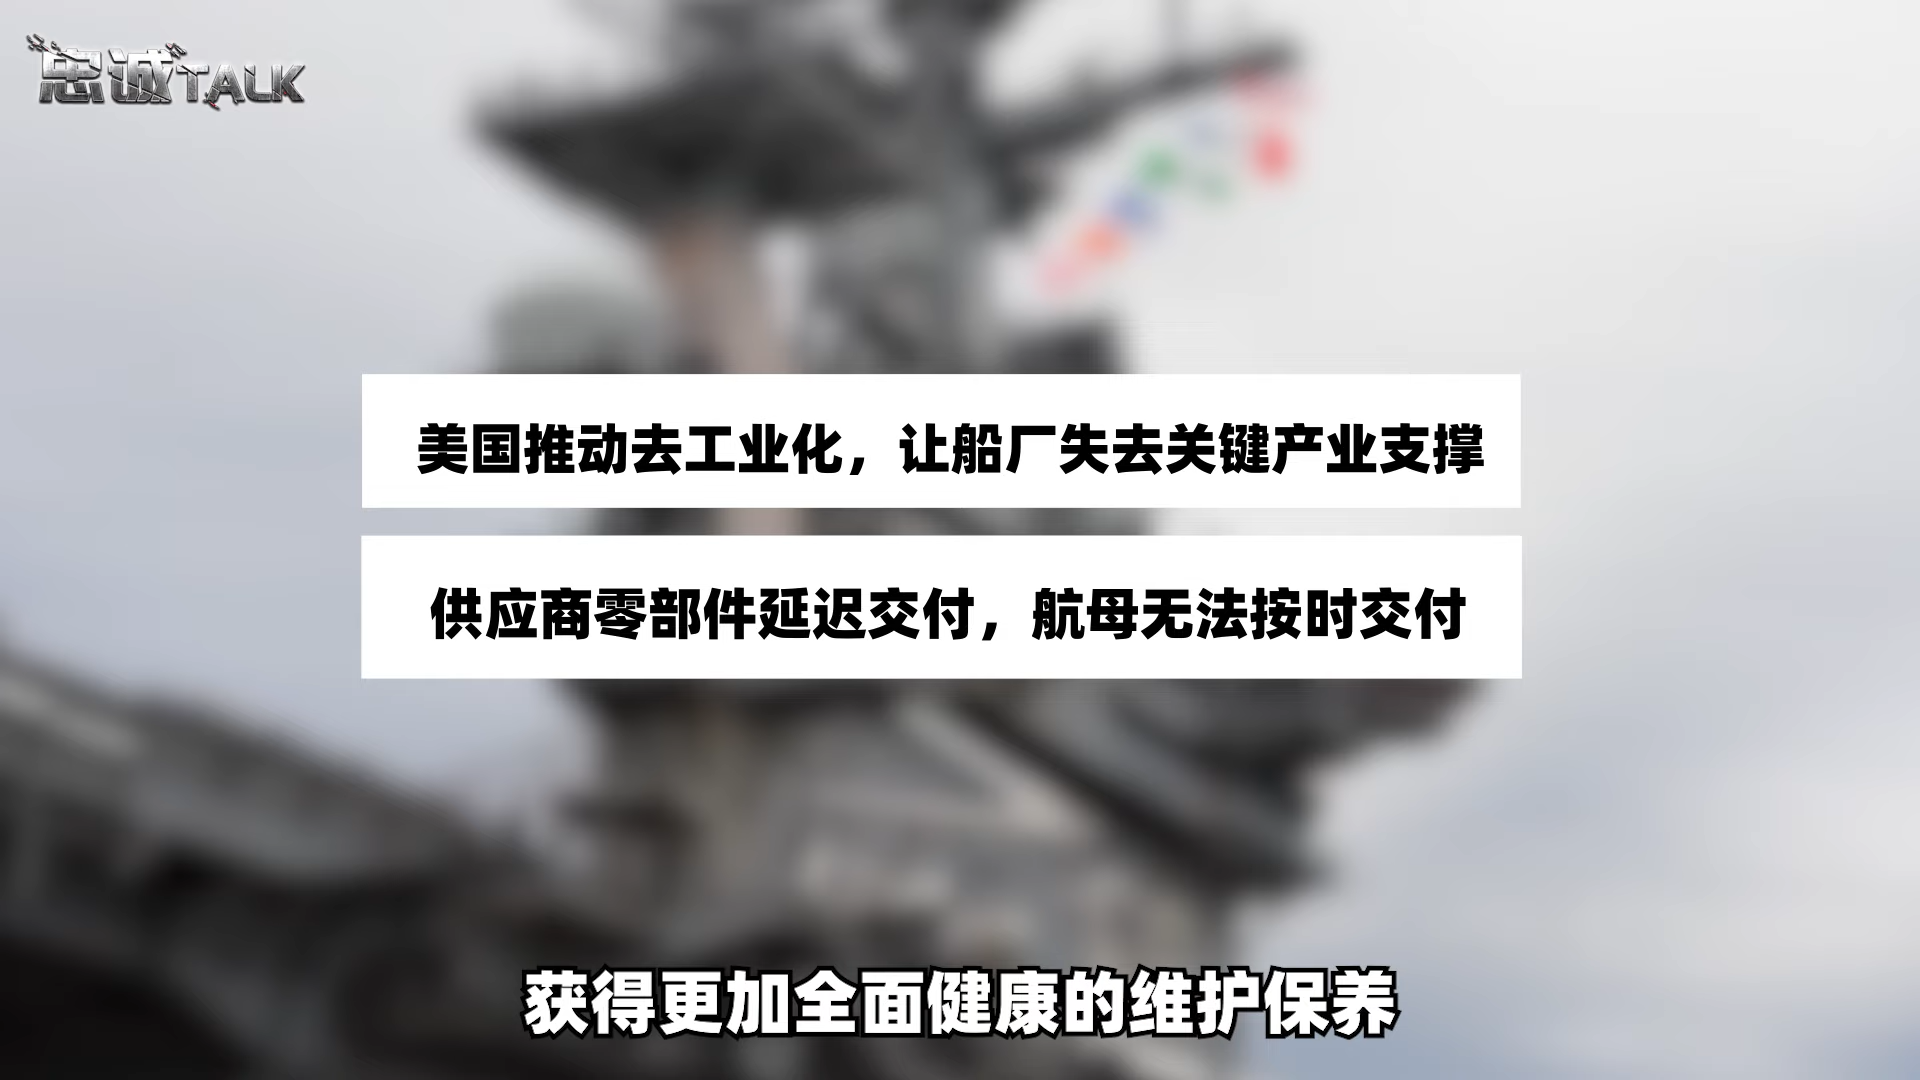 忠诚TALK
美国推动去工业化，让船厂失去关键产业支撑
供应商零部件延迟交付，航母无法按时交付
获得更加全面健康的维护保养